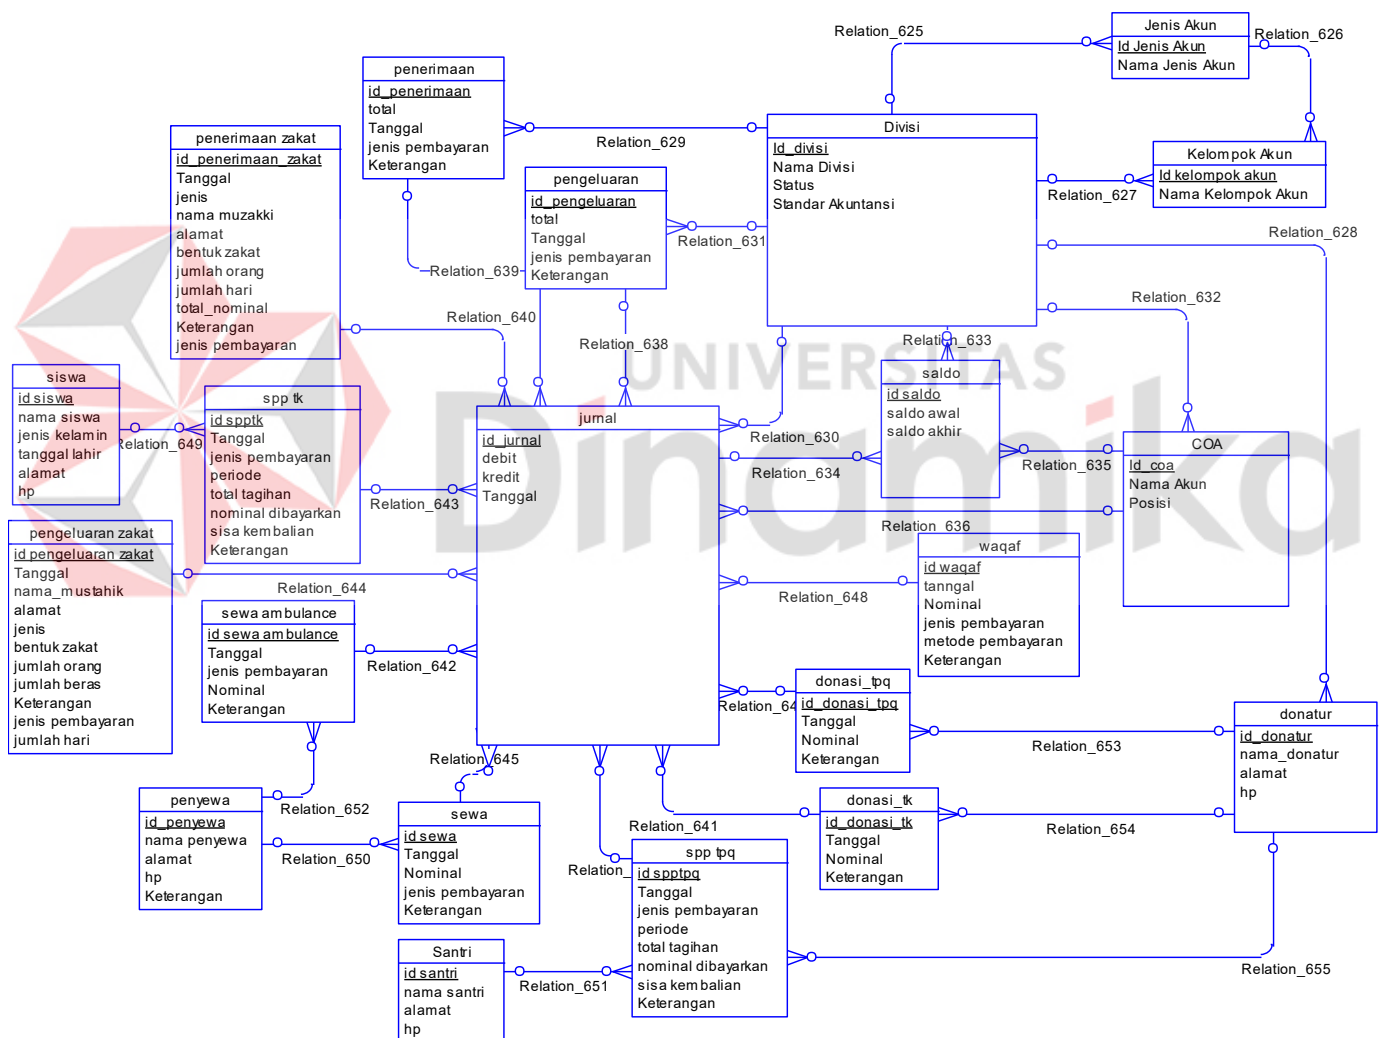 Jenis Akun
Id Jenis Akun
Nama Jenis Akun
Relation_625
Relation_626
penerimaan
id_penerimaan
total
Tanggal
jenis pembayaran
Keterangan
Relation_629
Divisi
Id_divisi
Nama Divisi
Status
Standar Akuntansi
Kelompok Akun
Id kelompok akun
Nama Kelompok Akun
Relation_627
penerimaan zakat
id_penerimaan_zakat
Tanggal
jenis
nama muzakki
alamat
bentuk zakat
jumlah orang
jumlah hari
total_nominal
Keterangan
jenis pembayaran
pengeluaran
id_pengeluaran
total
Tanggal
jenis pembayaran
Keterangan
Relation_631
Relation_628
Relation_639
Relation_632
Relation_640
Relation_638
Relation_633
UNIVERSITAS
Dinamika
siswa
id siswa
nama siswa
jenis kelamin
tanggal lahir
alamat
hp
Relation_649
spp tk
id spptk
Tanggal
jenis pembayaran
periode
total tagihan
nominal dibayarkan
sisa kembalian
Keterangan
Relation_643
jurnal
id_jurnal
debit
kredit
Tanggal
saldo
id saldo
saldo awal
saldo akhir
Relation_630
Relation_634
Relation_635
COA
Id_coa
Nama Akun
Posisi
Relation_636
pengeluaran zakat
id pengeluaran zakat
Tanggal
nama_mustahik
alamat
jenis
bentuk zakat
jumlah orang
jumlah beras
Keterangan
jenis pembayaran
jumlah hari
Relation_644
waqaf
id waqaf
tanngal
Nominal
jenis pembayaran
metode pembayaran
Keterangan
Relation_648
sewa ambulance
id sewa ambulance
Tanggal
jenis pembayaran
Nominal
Keterangan
Relation_642
donasi_tpq
id_donasi_tpq
Tanggal
Nominal
Keterangan
Relation_64
Relation_653
donatur
id_donatur
nama_donatur
alamat
hp
Relation_645
penyewa
id_penyewa
nama penyewa
alamat
hp
Keterangan
Relation_652
Relation_650
sewa
id sewa
Tanggal
Nominal
jenis pembayaran
Keterangan
donasi_tk
id_donasi_tk
Tanggal
Nominal
Keterangan
Relation_641
Relation_654
spp tpq
id spptpq
Tanggal
jenis pembayaran
periode
total tagihan
nominal dibayarkan
sisa kembalian
Keterangan
Relation_
Santri
id santri
nama santri
alamat
hp
Relation_651
Relation_655